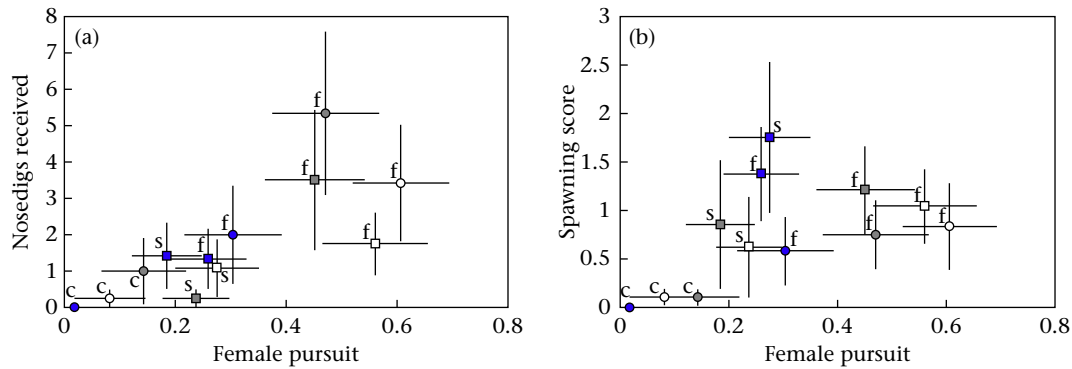 8
7
6
5
4
3
2
1
0
Nosedigs received
(a)
f
f
f
f
f
s
f
s
c
s
c
c
0
0.2
0.4
0.6
0.8
Female pursuit
3
2.5
2
1.5
1
0.5
0
Spawning score
(b)
s
f
f
s
f
f
f
s
f
c
c
c
0
0.2
0.4
0.6
0.8
Female pursuit